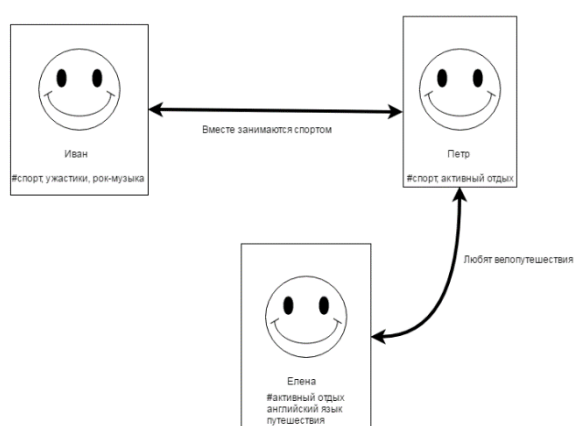 Вместе занимаются спортом
Иван
#спорт, ужастики, рок-музыка
Петр
#спорт, активный отдых
Любят велопутешествия
Елена
#активный отдых
английский язык
путешествия